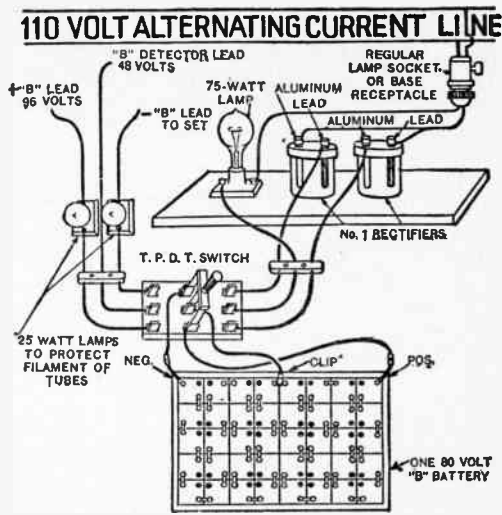 110 VOLT ALTERNATING CURRENT LINE
"B" DETECTOR LEAD
48 VOLTS
+"B" LEAD
96 VOLTS
-"B" LEAD
TO SET
75-WATT
LAMP
ALUMINUM
LEAD
ALUMINUM
LEAD
REGULAR
LAMP SOCKET
OR BASE
RECEPTACLE
No. 1 RECTIFIERS
T. P. D. T. SWITCH
25 WATT LAMPS
TO PROTECT
FILAMENT OF
TUBES
NEG.
CLIP
POS.
ONE 80 VOLT
"B" BATTERY